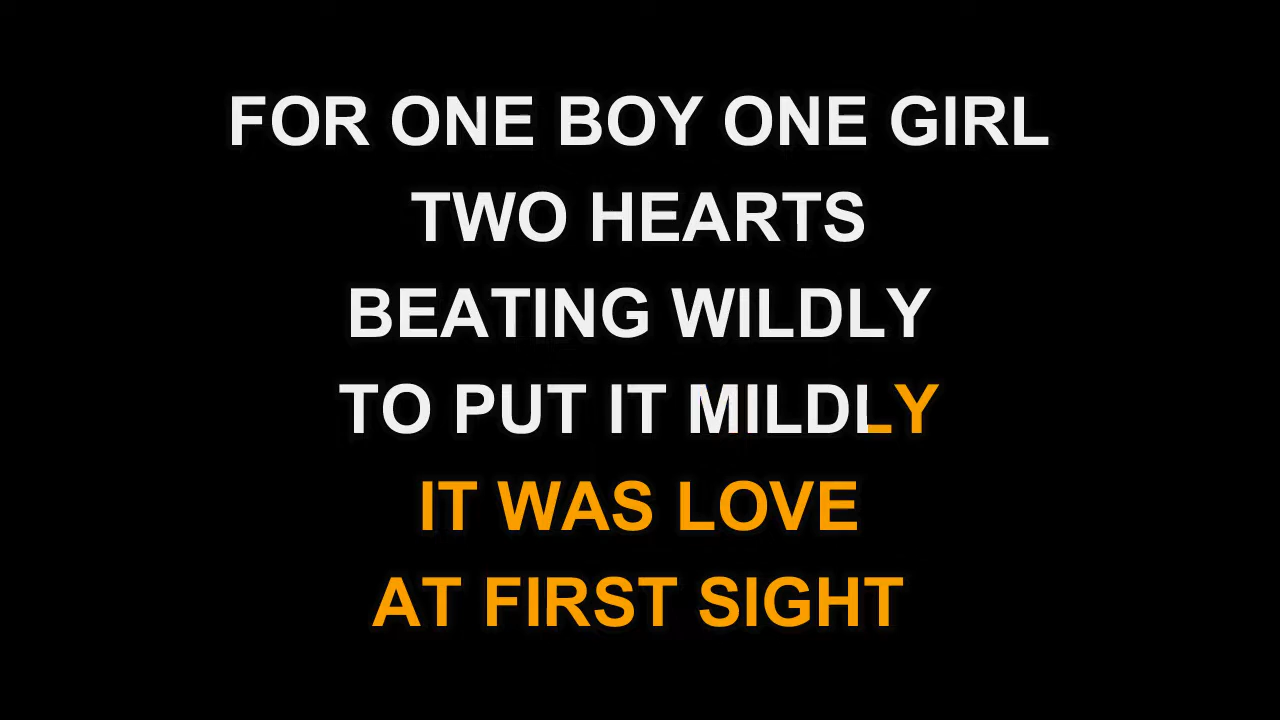 FOR ONE BOY ONE GIRL
TWO HEARTS
BEATING WILDLY
TO PUT IT MILDLY
IT WAS LOVE
AT FIRST SIGHT